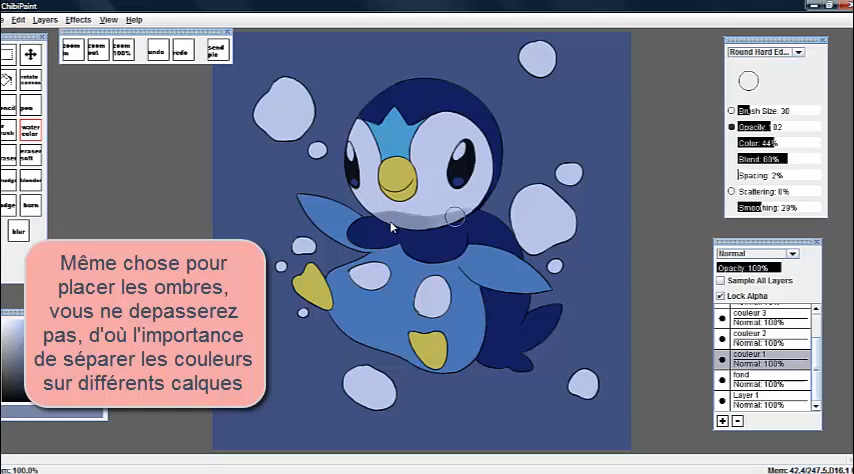 ChibiPaint
Edit Layers Effects View Help
zoom in
zoom out
zoom 100%
undo
redo
send pic
rotate canvas
pen
water color
eraser soft
blender
burn
blur
Même chose pour
placer les ombres,
vous ne depasserez
pas, d'où l'importance
de séparer les couleurs
sur différents calques
Round Hard Ed...
Brush Size: 30
Opacity: 102
Color: 44%
Blend: 60%
Spacing: 2%
Scattering: 0%
Smoothing: 29%
Normal
Opacity: 100%
Sample All Layers
Lock Alpha
couleur 3
Normal: 100%
couleur 2
Normal: 100%
couleur 1
Normal: 100%
fond
Normal: 100%
Layer 1
Normal: 100%